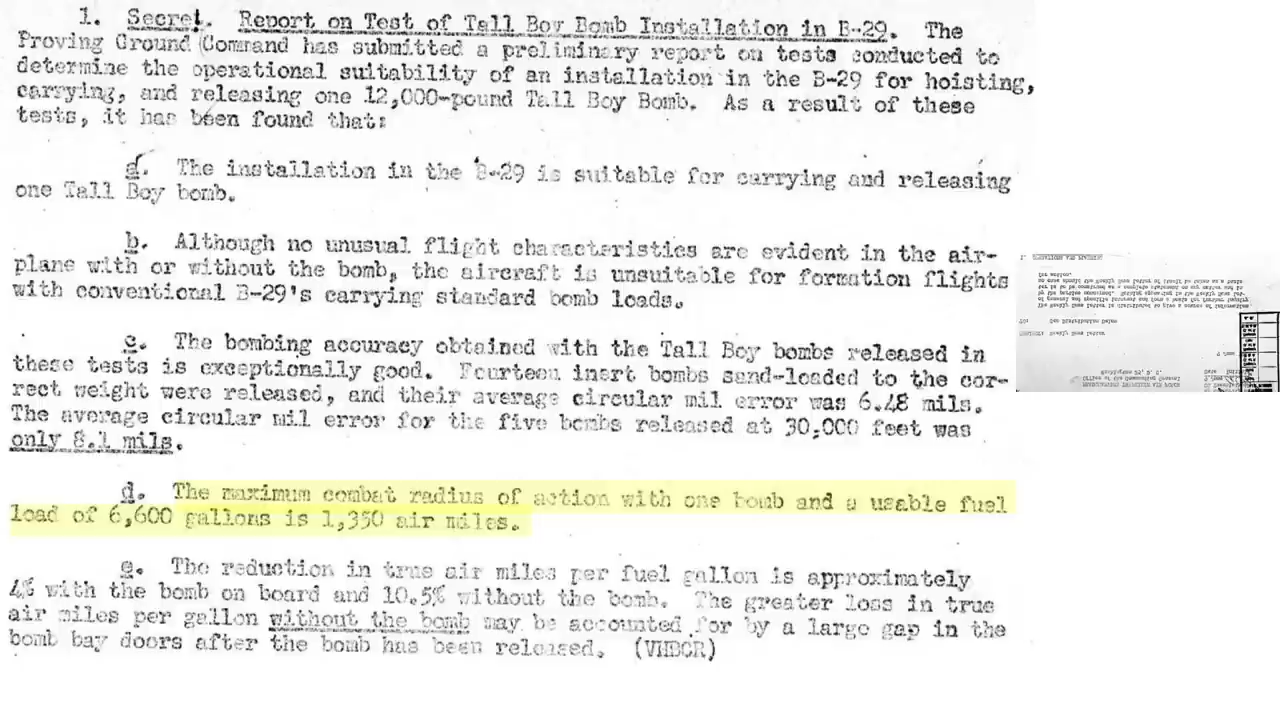 1. Secret. Report on Test of Tall Boy Bomb Installation in B-29. The
Proving Ground Command has submitted a preliminary report on tests conducted to
determine the operational suitability of an installation in the B-29 for hoisting,
carrying, and releasing one 12,000-pound Tall Boy Bomb. As a result of these
tests, it has been found that:
a. The installation in the B-29 is suitable for carrying and releasing
one Tall Boy bomb.
b. Although no unusual flight characteristics are evident in the air-
plane with or without the bomb, the aircraft is unsuitable for formation flights
with conventional B-29's carrying standard bomb loads.
c. The bombing accuracy obtained with the Tall Boy bombs released in
these tests is exceptionally good. Fourteen inert bombs sand-loaded to the cor-
rect weight were released, and their average circular mil error was 6.48 mils.
The average circular mil error for the five bombs released at 30,000 feet was
only 8.1 mils.
d. The maximum combat radius of action with one bomb and a usable fuel
load of 6,600 gallons is 1,350 air miles.
e. The reduction in true air miles per fuel gallon is approximately
4% with the bomb on board and 10.5% without the bomb. The greater loss in true
air miles per gallon without the bomb may be accounted for by a large gap in the
bomb bay doors after the bomb has been released. (VHBCR)